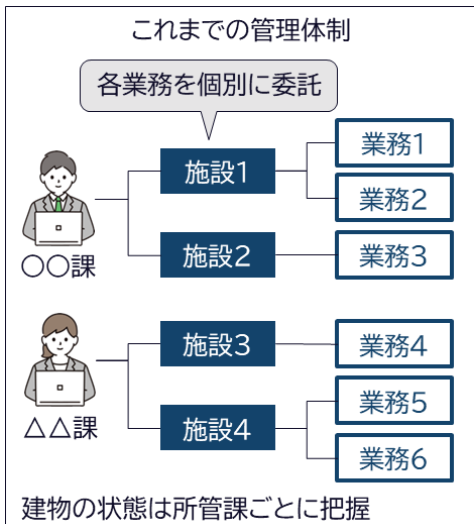 これまでの管理体制
各業務を個別に委託
施設1
業務1
業務2
○○課
施設2
業務3
施設3
業務4
△△課
施設4
業務5
業務6
建物の状態は所管課ごとに把握